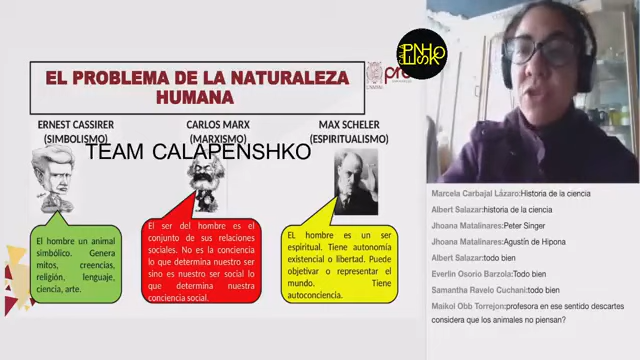 EL PROBLEMA DE LA NATURALEZA
HUMANA
ERNEST CASSIRER
(SIMBOLISMO)
CARLOS MARX
(MARXISMO)
MAX SCHELER
(ESPIRITUALISMO)
TEAM CALAPENSHKO
El hombre un animal
simbólico. Genera
mitos, creencias,
religión, lenguaje,
ciencia, arte.
El ser del hombre es el
conjunto de sus relaciones
sociales. No es la conciencia
lo que determina nuestro ser
sino es nuestro ser social lo
que determina nuestra
conciencia social.
EL hombre es un ser
espiritual. Tiene autonomía
existencial o libertad. Puede
objetivar o representar el
mundo. Tiene
autoconciencia.
Marcela Carbajal Lázaro:Historia de la ciencia
Albert Salazar:historia de la ciencia
Jhoana Matalinares:Peter Singer
Jhoana Matalinares:Agustín de Hipona
Albert Salazar:todo bien
Everlin Osorio Barzola:Todo bien
Samantha Ravelo Cuchani:todo bien
Maikol Obb Torrejon:profesora en ese sentido descartes
considera que los animales no piensan?